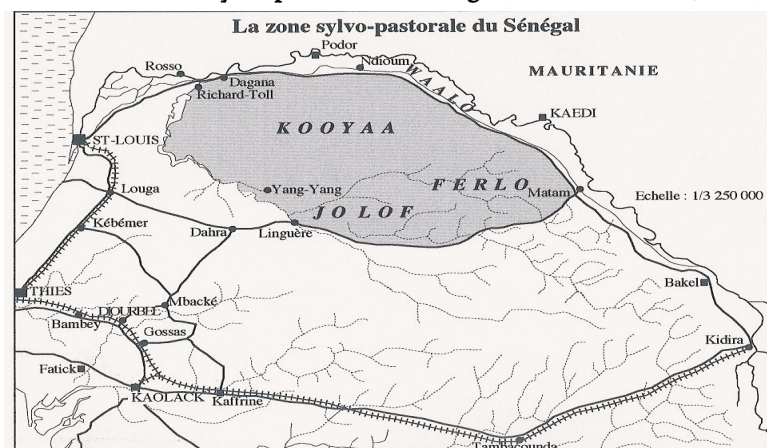 La zone sylvo-pastorale du Sénégal
Podor
Rosso
Ndioum
WAALO
MAURITANIE
Dagana
Richard-Toll
KAEDI
KOOYAA
ST-LOUIS
Louga
Yang-Yang
FERLO
Matam
Echelle : 1/3 250 000
JOLOF
Kébémer
Dahra
Linguère
Bakel
THIES
Mbacké
DIOURBEL
Bambey
Gossas
Kidira
Fatick
KAOLACK
Kaffrine
Tambacounda